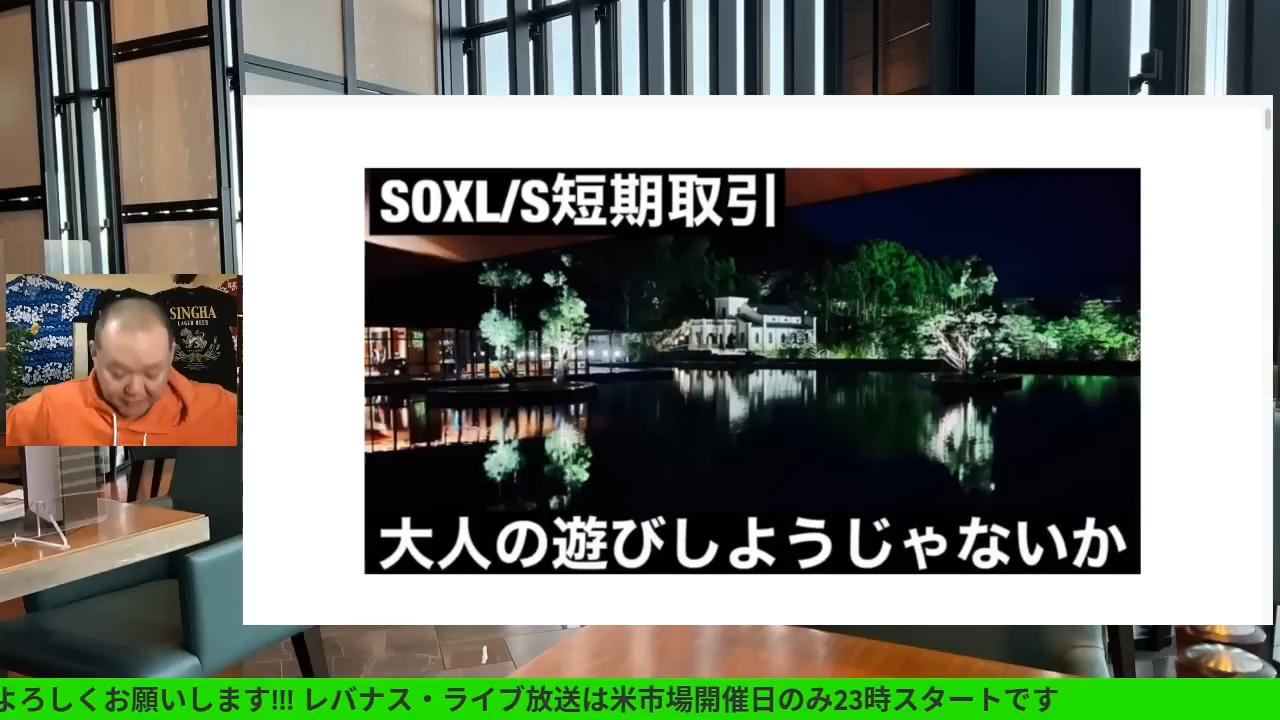 SOXL/S短期取引
SINGHA
LAGER BEER
大人の遊びしようじゃないか
よろしくお願いします!!! レバナス・ライブ放送は米市場開催日のみ23時スタートです